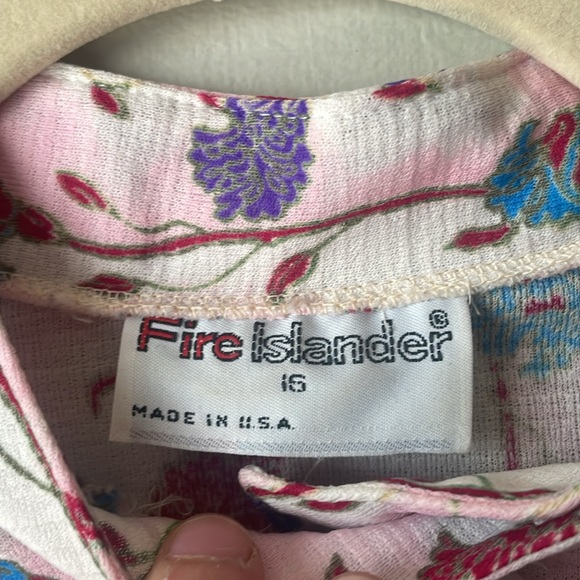 Fire Islander®
16
MADE IN U.S.A.